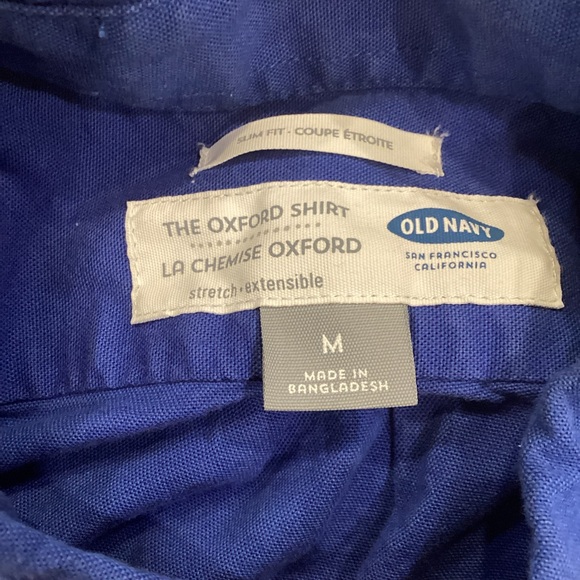 SLIM FIT · COUPE ÉTROITE
THE OXFORD SHIRT
LA CHEMISE OXFORD
stretch · extensible
OLD NAVY
SAN FRANCISCO
CALIFORNIA
M
MADE IN
BANGLADESH